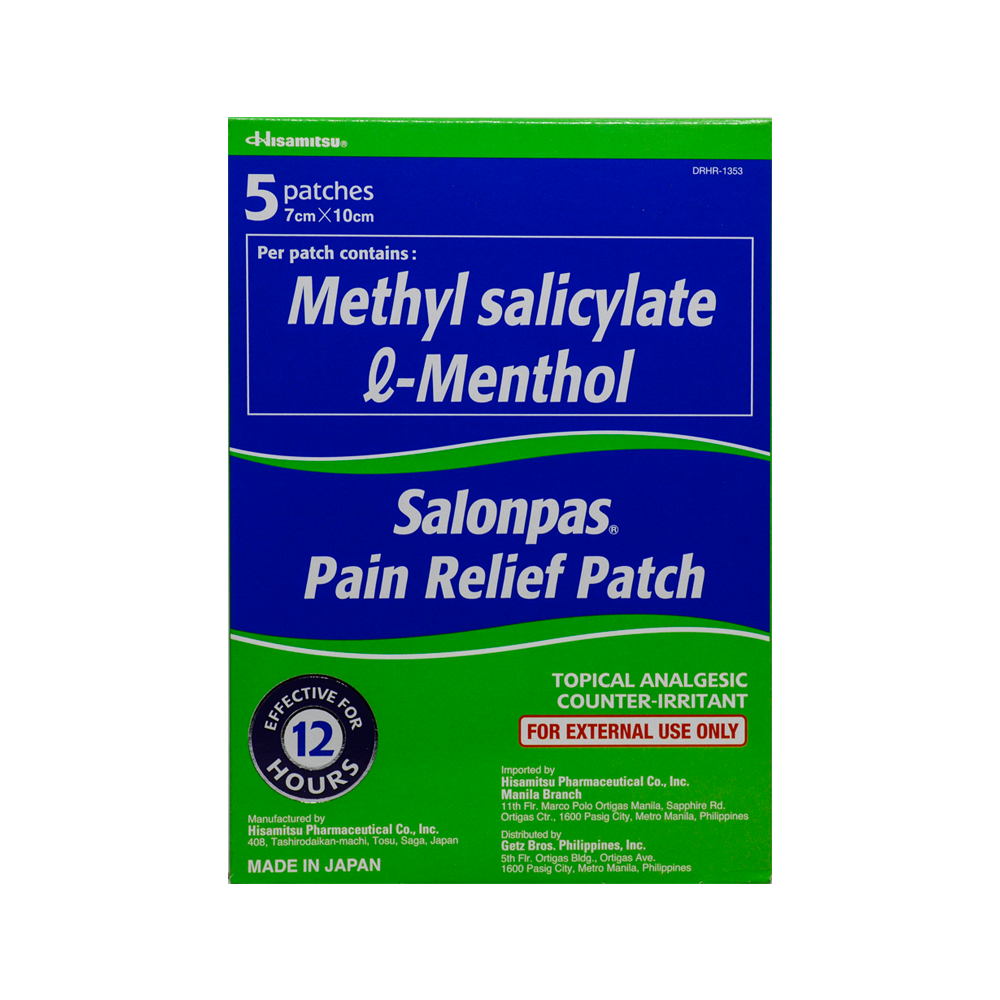 Hisamitsu®
DRHR-1353
5 patches
7cm×10cm
Per patch contains :
Methyl salicylate
ℓ-Menthol
Salonpas®
Pain Relief Patch
EFFECTIVE FOR
12
HOURS
TOPICAL ANALGESIC
COUNTER-IRRITANT
FOR EXTERNAL USE ONLY
Manufactured by
Hisamitsu Pharmaceutical Co., Inc.
408, Tashirodaikan-machi, Tosu, Saga, Japan
MADE IN JAPAN
Imported by
Hisamitsu Pharmaceutical Co., Inc.
Manila Branch
11th Flr. Marco Polo Ortigas Manila, Sapphire Rd.
Ortigas Ctr., 1600 Pasig City, Metro Manila, Philippines
Distributed by
Getz Bros. Philippines, Inc.
5th Flr. Ortigas Bldg., Ortigas Ave.
1600 Pasig City, Metro Manila, Philippines